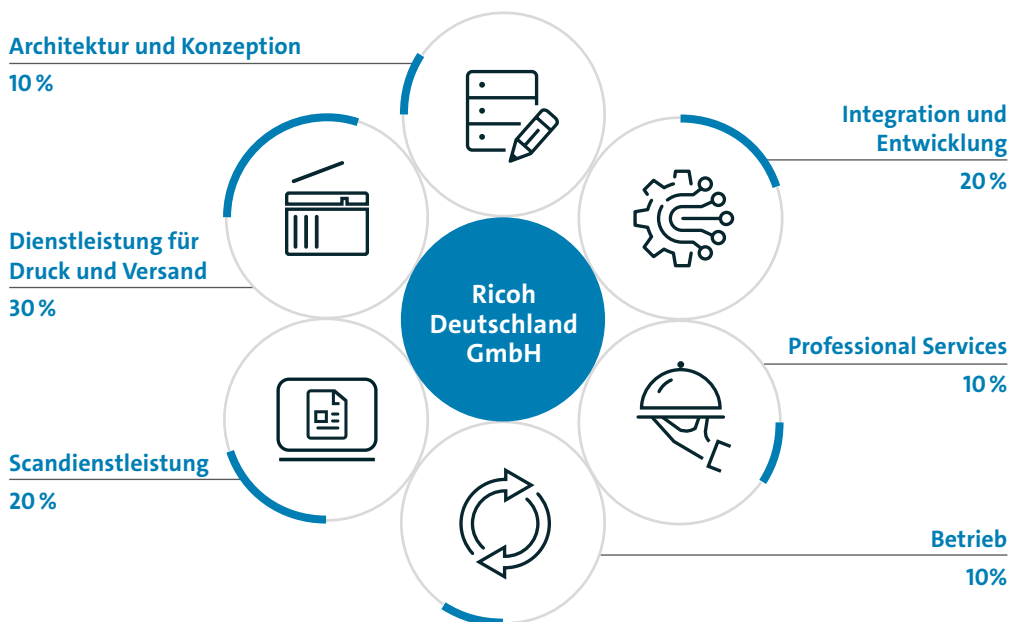 Architektur und Konzeption
10 %
Integration und
Entwicklung
20 %
Dienstleistung für
Druck und Versand
30 %
Ricoh
Deutschland
GmbH
Professional Services
10 %
Scandienstleistung
20 %
Betrieb
10%